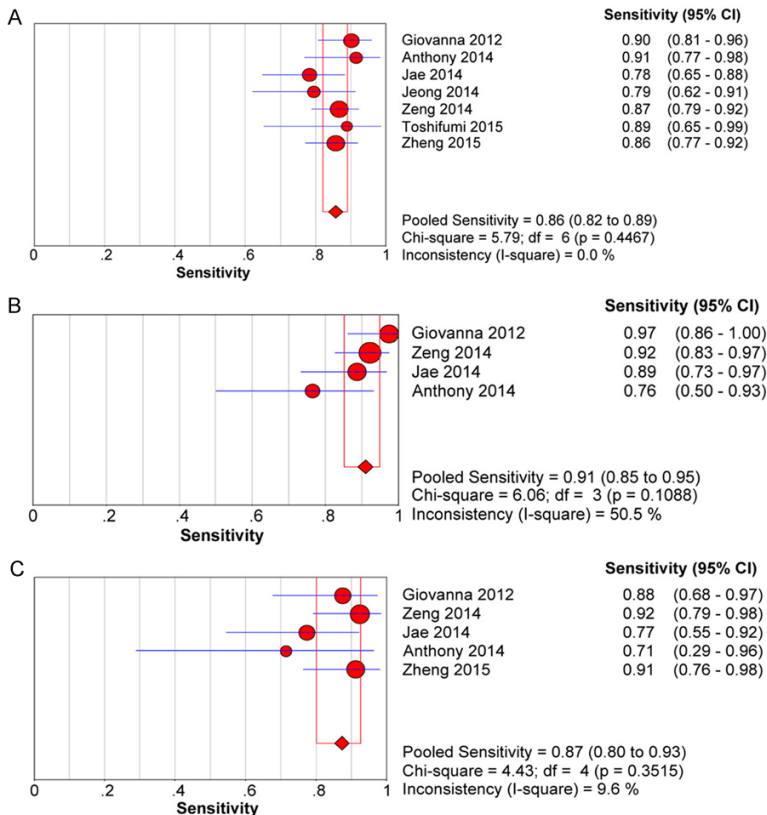 A
Sensitivity (95% CI)
Giovanna 2012 0.90 (0.81 - 0.96)
Anthony 2014 0.91 (0.77 - 0.98)
Jae 2014 0.78 (0.65 - 0.88)
Jeong 2014 0.79 (0.62 - 0.91)
Zeng 2014 0.87 (0.79 - 0.92)
Toshifumi 2015 0.89 (0.65 - 0.99)
Zheng 2015 0.86 (0.77 - 0.92)
Pooled Sensitivity = 0.86 (0.82 to 0.89)
Chi-square = 5.79; df = 6 (p = 0.4467)
Inconsistency (I-square) = 0.0 %
0 .2 .4 .6 .8 1
Sensitivity
B
Sensitivity (95% CI)
Giovanna 2012 0.97 (0.86 - 1.00)
Zeng 2014 0.92 (0.83 - 0.97)
Jae 2014 0.89 (0.73 - 0.97)
Anthony 2014 0.76 (0.50 - 0.93)
Pooled Sensitivity = 0.91 (0.85 to 0.95)
Chi-square = 6.06; df = 3 (p = 0.1088)
Inconsistency (I-square) = 50.5 %
0 .2 .4 .6 .8 1
Sensitivity
C
Sensitivity (95% CI)
Giovanna 2012 0.88 (0.68 - 0.97)
Zeng 2014 0.92 (0.79 - 0.98)
Jae 2014 0.77 (0.55 - 0.92)
Anthony 2014 0.71 (0.29 - 0.96)
Zheng 2015 0.91 (0.76 - 0.98)
Pooled Sensitivity = 0.87 (0.80 to 0.93)
Chi-square = 4.43; df = 4 (p = 0.3515)
Inconsistency (I-square) = 9.6 %
0 .2 .4 .6 .8 1
Sensitivity